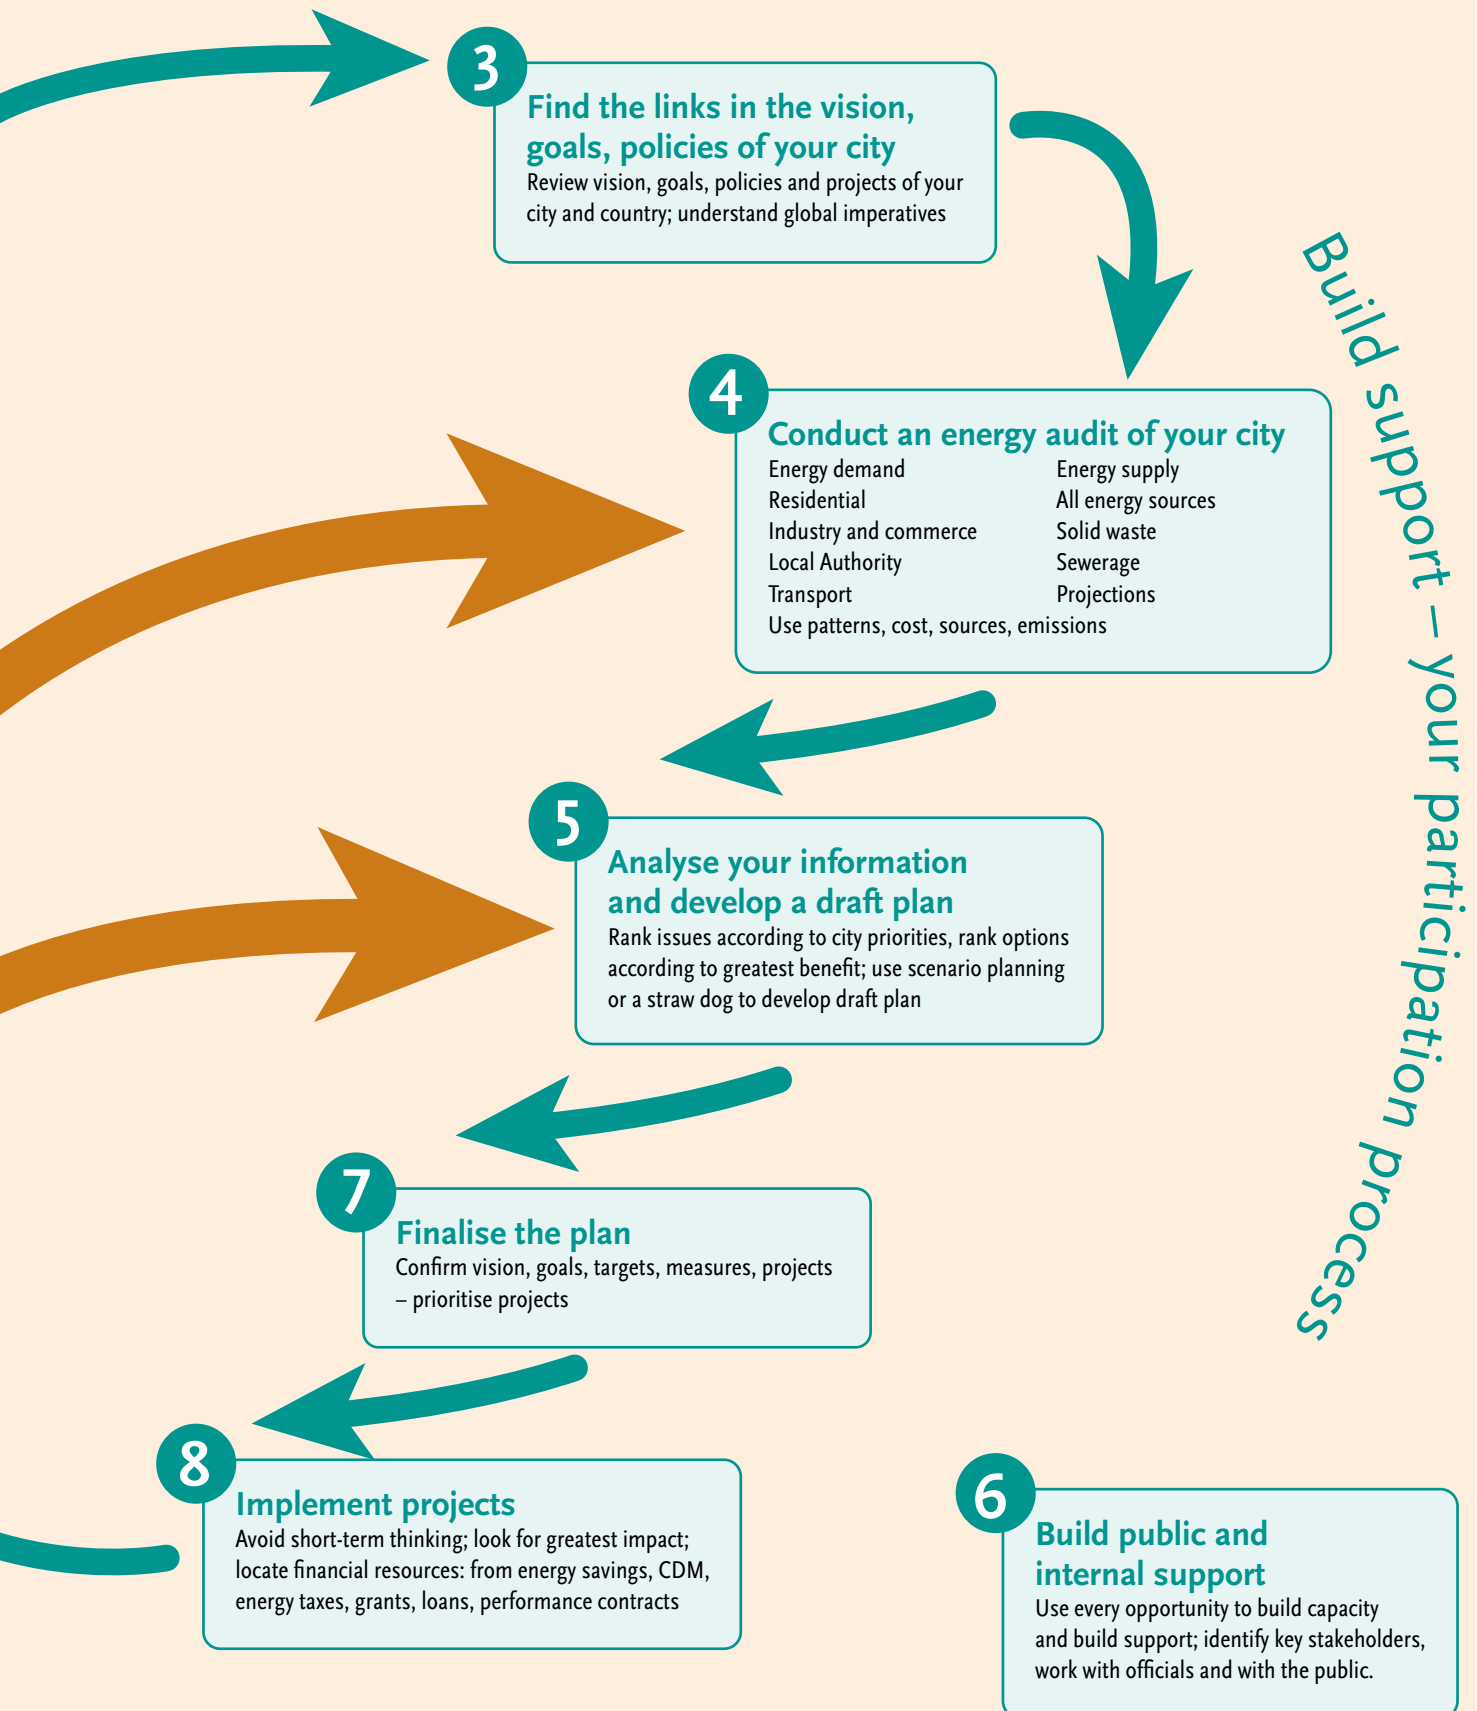 3
Find the links in the vision,
goals, policies of your city
Review vision, goals, policies and projects of your
city and country; understand global imperatives
4
Conduct an energy audit of your city
Energy demand
Residential
Industry and commerce
Local Authority
Transport
Energy supply
All energy sources
Solid waste
Sewerage
Projections
Use patterns, cost, sources, emissions
Build support – your participation process
5
Analyse your information
and develop a draft plan
Rank issues according to city priorities, rank options
according to greatest benefit; use scenario planning
or a straw dog to develop draft plan
7
Finalise the plan
Confirm vision, goals, targets, measures, projects
– prioritise projects
8
Implement projects
Avoid short-term thinking; look for greatest impact;
locate financial resources: from energy savings, CDM,
energy taxes, grants, loans, performance contracts
6
Build public and
internal support
Use every opportunity to build capacity
and build support; identify key stakeholders,
work with officials and with the public.